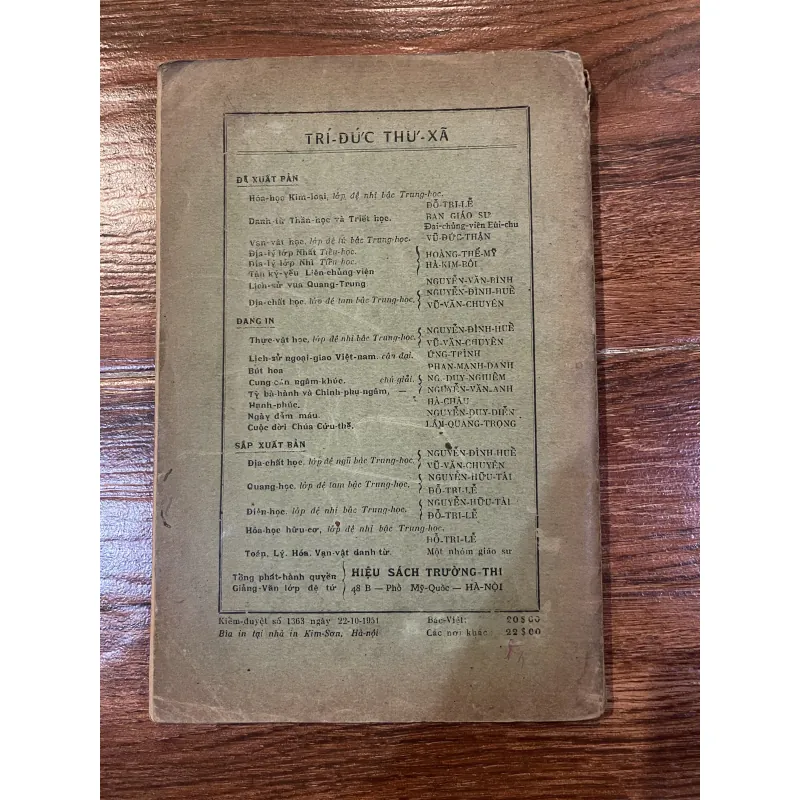 TRÍ-ĐỨC THƯ-XÃ
ĐÃ XUẤT BẢN
Hóa-học Kim-loại, lớp đệ nhị bậc Trung-học.
ĐỖ-TRI-LỄ
Danh-từ Thần-học và Triết học. BAN GIÁO SƯ
Đại-chủng-viện Bùi-chu
Vạn-vật học, lớp đệ tứ bậc Trung-học. VŨ-ĐỨC-THẬN
Địa-lý lớp Nhất Tiểu-học. HOÀNG-THẾ-MỸ
Địa-lý lớp Nhì Tiểu-học. HÀ-KIM-BÔI
Tân kỷ-yếu Liên-chủng viện
Lịch-sử vua Quang-Trung NGUYỄN-VĂN-BÌNH
NGUYỄN-ĐÌNH-HUỀ
Địa-chất học, lớp đệ tam bậc Trung-học, VŨ-VĂN-CHUYÊN
ĐANG IN
NGUYỄN-ĐÌNH-HUỀ
Thực-vật học, lớp đệ nhị bậc Trung-học. VŨ-VĂN-CHUYÊN
Lịch-sử ngoại-giao Việt-nam. cận đại. ỨNG-TRÌNH
Bút hoa PHAN-MẠNH-DANH
Cung oán ngâm-khúc. chú giải. NG. DUY-NGHIỄM
Tỳ bà-hành và Chinh-phụ-ngâm, — NGUYỄN-VĂN-ANH
Hạnh-phúc. HÀ-CHÂU
Ngày đẫm máu. NGUYỄN-DUY-DIỄN
Cuộc đời Chúa Cứu-thế. LÂM-QUANG-TRỌNG
SẮP XUẤT BẢN
NGUYỄN-ĐÌNH-HUỀ
Địa-chất học. lớp đệ ngũ bậc Trung-học. VŨ-VĂN-CHUYÊN
NGUYỄN-HỮU-TÀI
Quang-học, lớp đệ tam bậc Trung-học, ĐỖ-TRI-LỄ
NGUYỄN-HỮU-TÀI
Điện-học, lớp đệ nhị bậc Trung-học. ĐỖ-TRI-LỄ
Hóa-học hữu-cơ, lớp đệ nhị bậc Trung-học.
ĐỖ-TRI-LỄ
Toán, Lý, Hóa, Vạn-vật danh-từ. Một nhóm giáo sư
Tổng phát-hành quyền HIỆU SÁCH TRƯỜNG-THI
Giảng-Văn lớp đệ tứ 48 B — Phố Mỹ-Quốc — HÀ-NỘI
Kiểm-duyệt số 1363 ngày 22-10-1951 Bắc-Việt: 20$00
Bìa in tại nhà in Kim-Sơn, Hà-nội Các nơi khác: 22$00